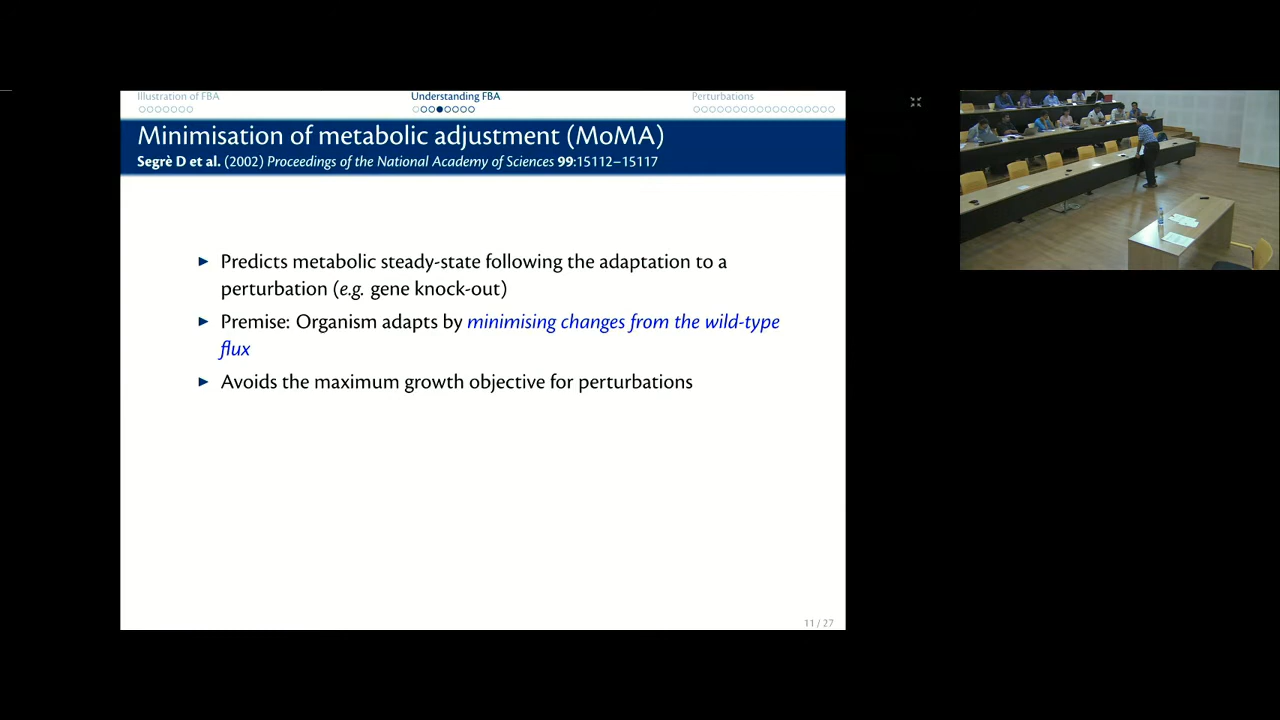 Illustration of FBA
Understanding FBA
Perturbations
Minimisation of metabolic adjustment (MoMA)
Segrè D et al. (2002) Proceedings of the National Academy of Sciences 99:15112–15117
► Predicts metabolic steady-state following the adaptation to a
perturbation (e.g. gene knock-out)
► Premise: Organism adapts by minimising changes from the wild-type
flux
► Avoids the maximum growth objective for perturbations
11 / 27